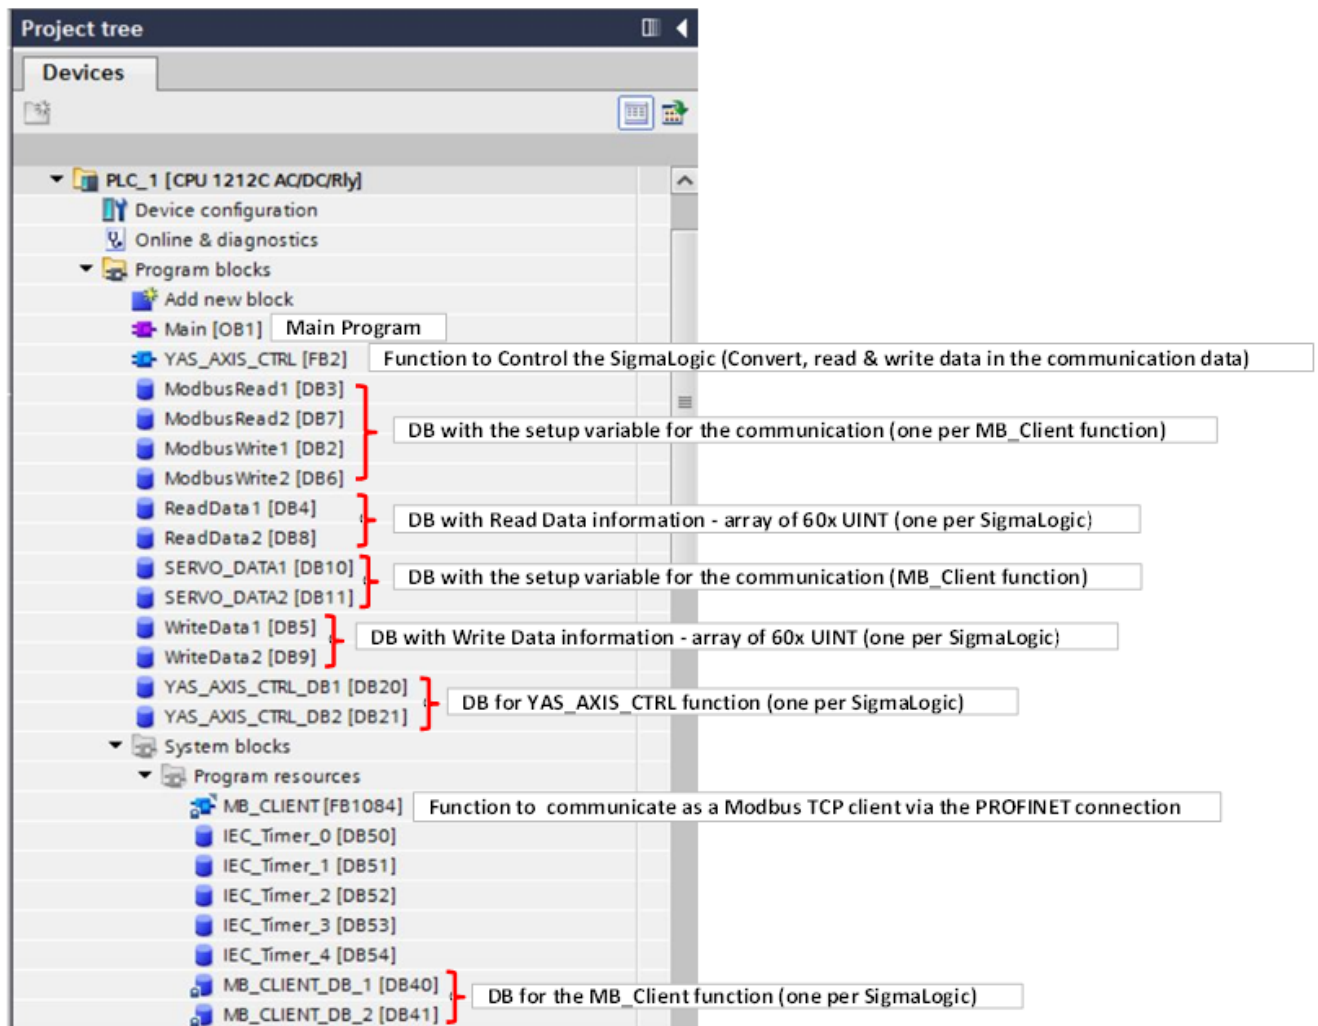 Project tree
Devices
PLC_1 [CPU 1212C AC/DC/Rly]
Device configuration
Online & diagnostics
Program blocks
Add new block
Main [OB1] Main Program
YAS_AXIS_CTRL [FB2] Function to Control the SigmaLogic (Convert, read & write data in the communication data)
ModbusRead1 [DB3]
ModbusRead2 [DB7]
DB with the setup variable for the communication (one per MB_Client function)
ModbusWrite1 [DB2]
ModbusWrite2 [DB6]
ReadData1 [DB4]
DB with Read Data information - array of 60x UINT (one per SigmaLogic)
ReadData2 [DB8]
SERVO_DATA1 [DB10]
DB with the setup variable for the communication (MB_Client function)
SERVO_DATA2 [DB11]
WriteData1 [DB5]
DB with Write Data information - array of 60x UINT (one per SigmaLogic)
WriteData2 [DB9]
YAS_AXIS_CTRL_DB1 [DB20]
DB for YAS_AXIS_CTRL function (one per SigmaLogic)
YAS_AXIS_CTRL_DB2 [DB21]
System blocks
Program resources
MB_CLIENT [FB1084] Function to communicate as a Modbus TCP client via the PROFINET connection
IEC_Timer_0 [DB50]
IEC_Timer_1 [DB51]
IEC_Timer_2 [DB52]
IEC_Timer_3 [DB53]
IEC_Timer_4 [DB54]
MB_CLIENT_DB_1 [DB40]
DB for the MB_Client function (one per SigmaLogic)
MB_CLIENT_DB_2 [DB41]